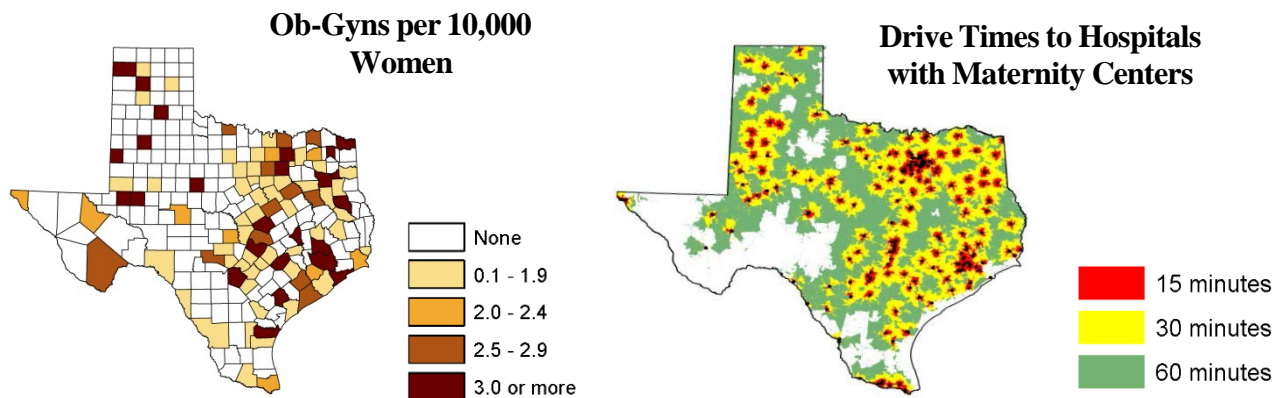 Ob-Gyns per 10,000
Women
None
0.1 - 1.9
2.0 - 2.4
2.5 - 2.9
3.0 or more
Drive Times to Hospitals
with Maternity Centers
15 minutes
30 minutes
60 minutes